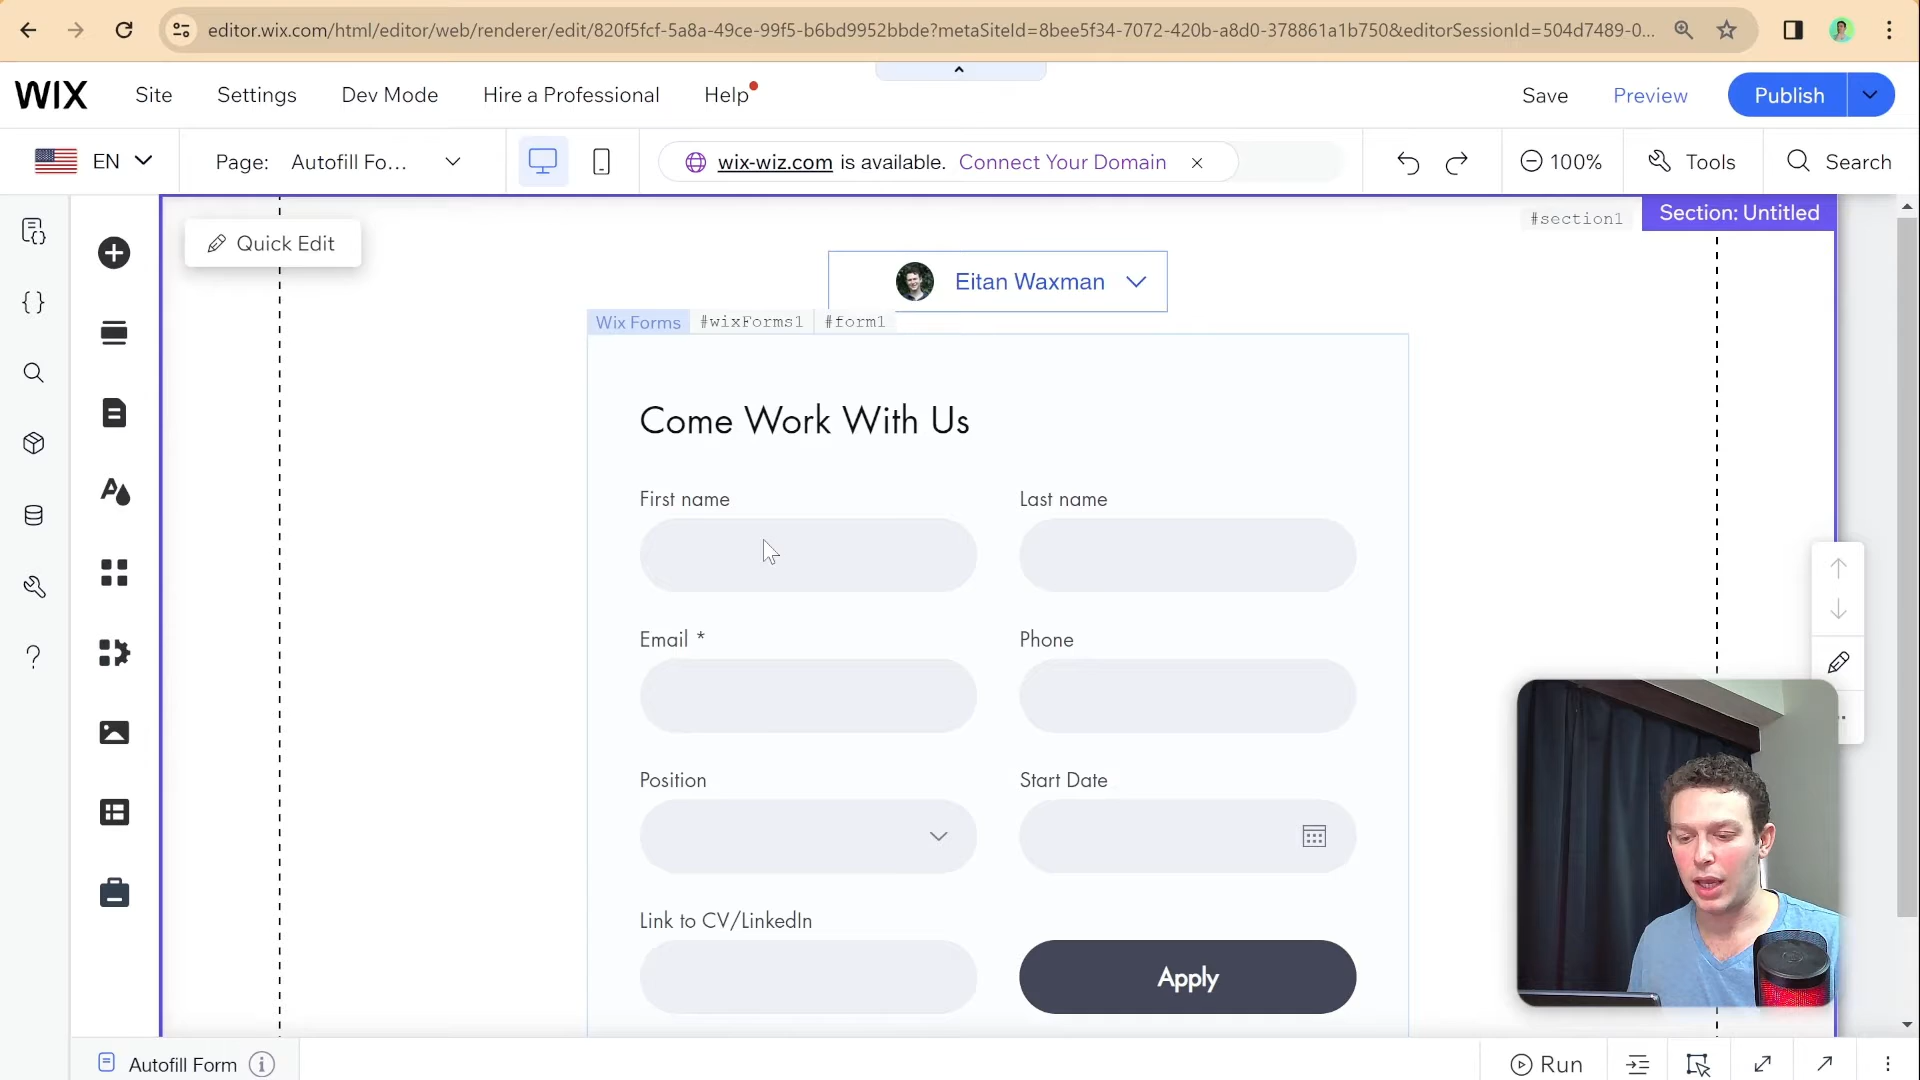 editor.wix.com/html/editor/web/renderer/edit/820f5fcf-5a8a-49ce-99f5-b6bd9952bbde?metaSiteId=8bee5f34-7072-420b-a8d0-378861a1b750&editorSessionId=504d7489-0...
WIX Site Settings Dev Mode Hire a Professional Help Save Preview Publish
EN Page: Autofill Fo... wix-wiz.com is available. Connect Your Domain 100% Tools Search
Quick Edit #section1 Section: Untitled
Eitan Waxman
Wix Forms #wixForms1 #form1
Come Work With Us
First name Last name
Email * Phone
Position Start Date
Link to CV/LinkedIn
Apply
Autofill Form Run